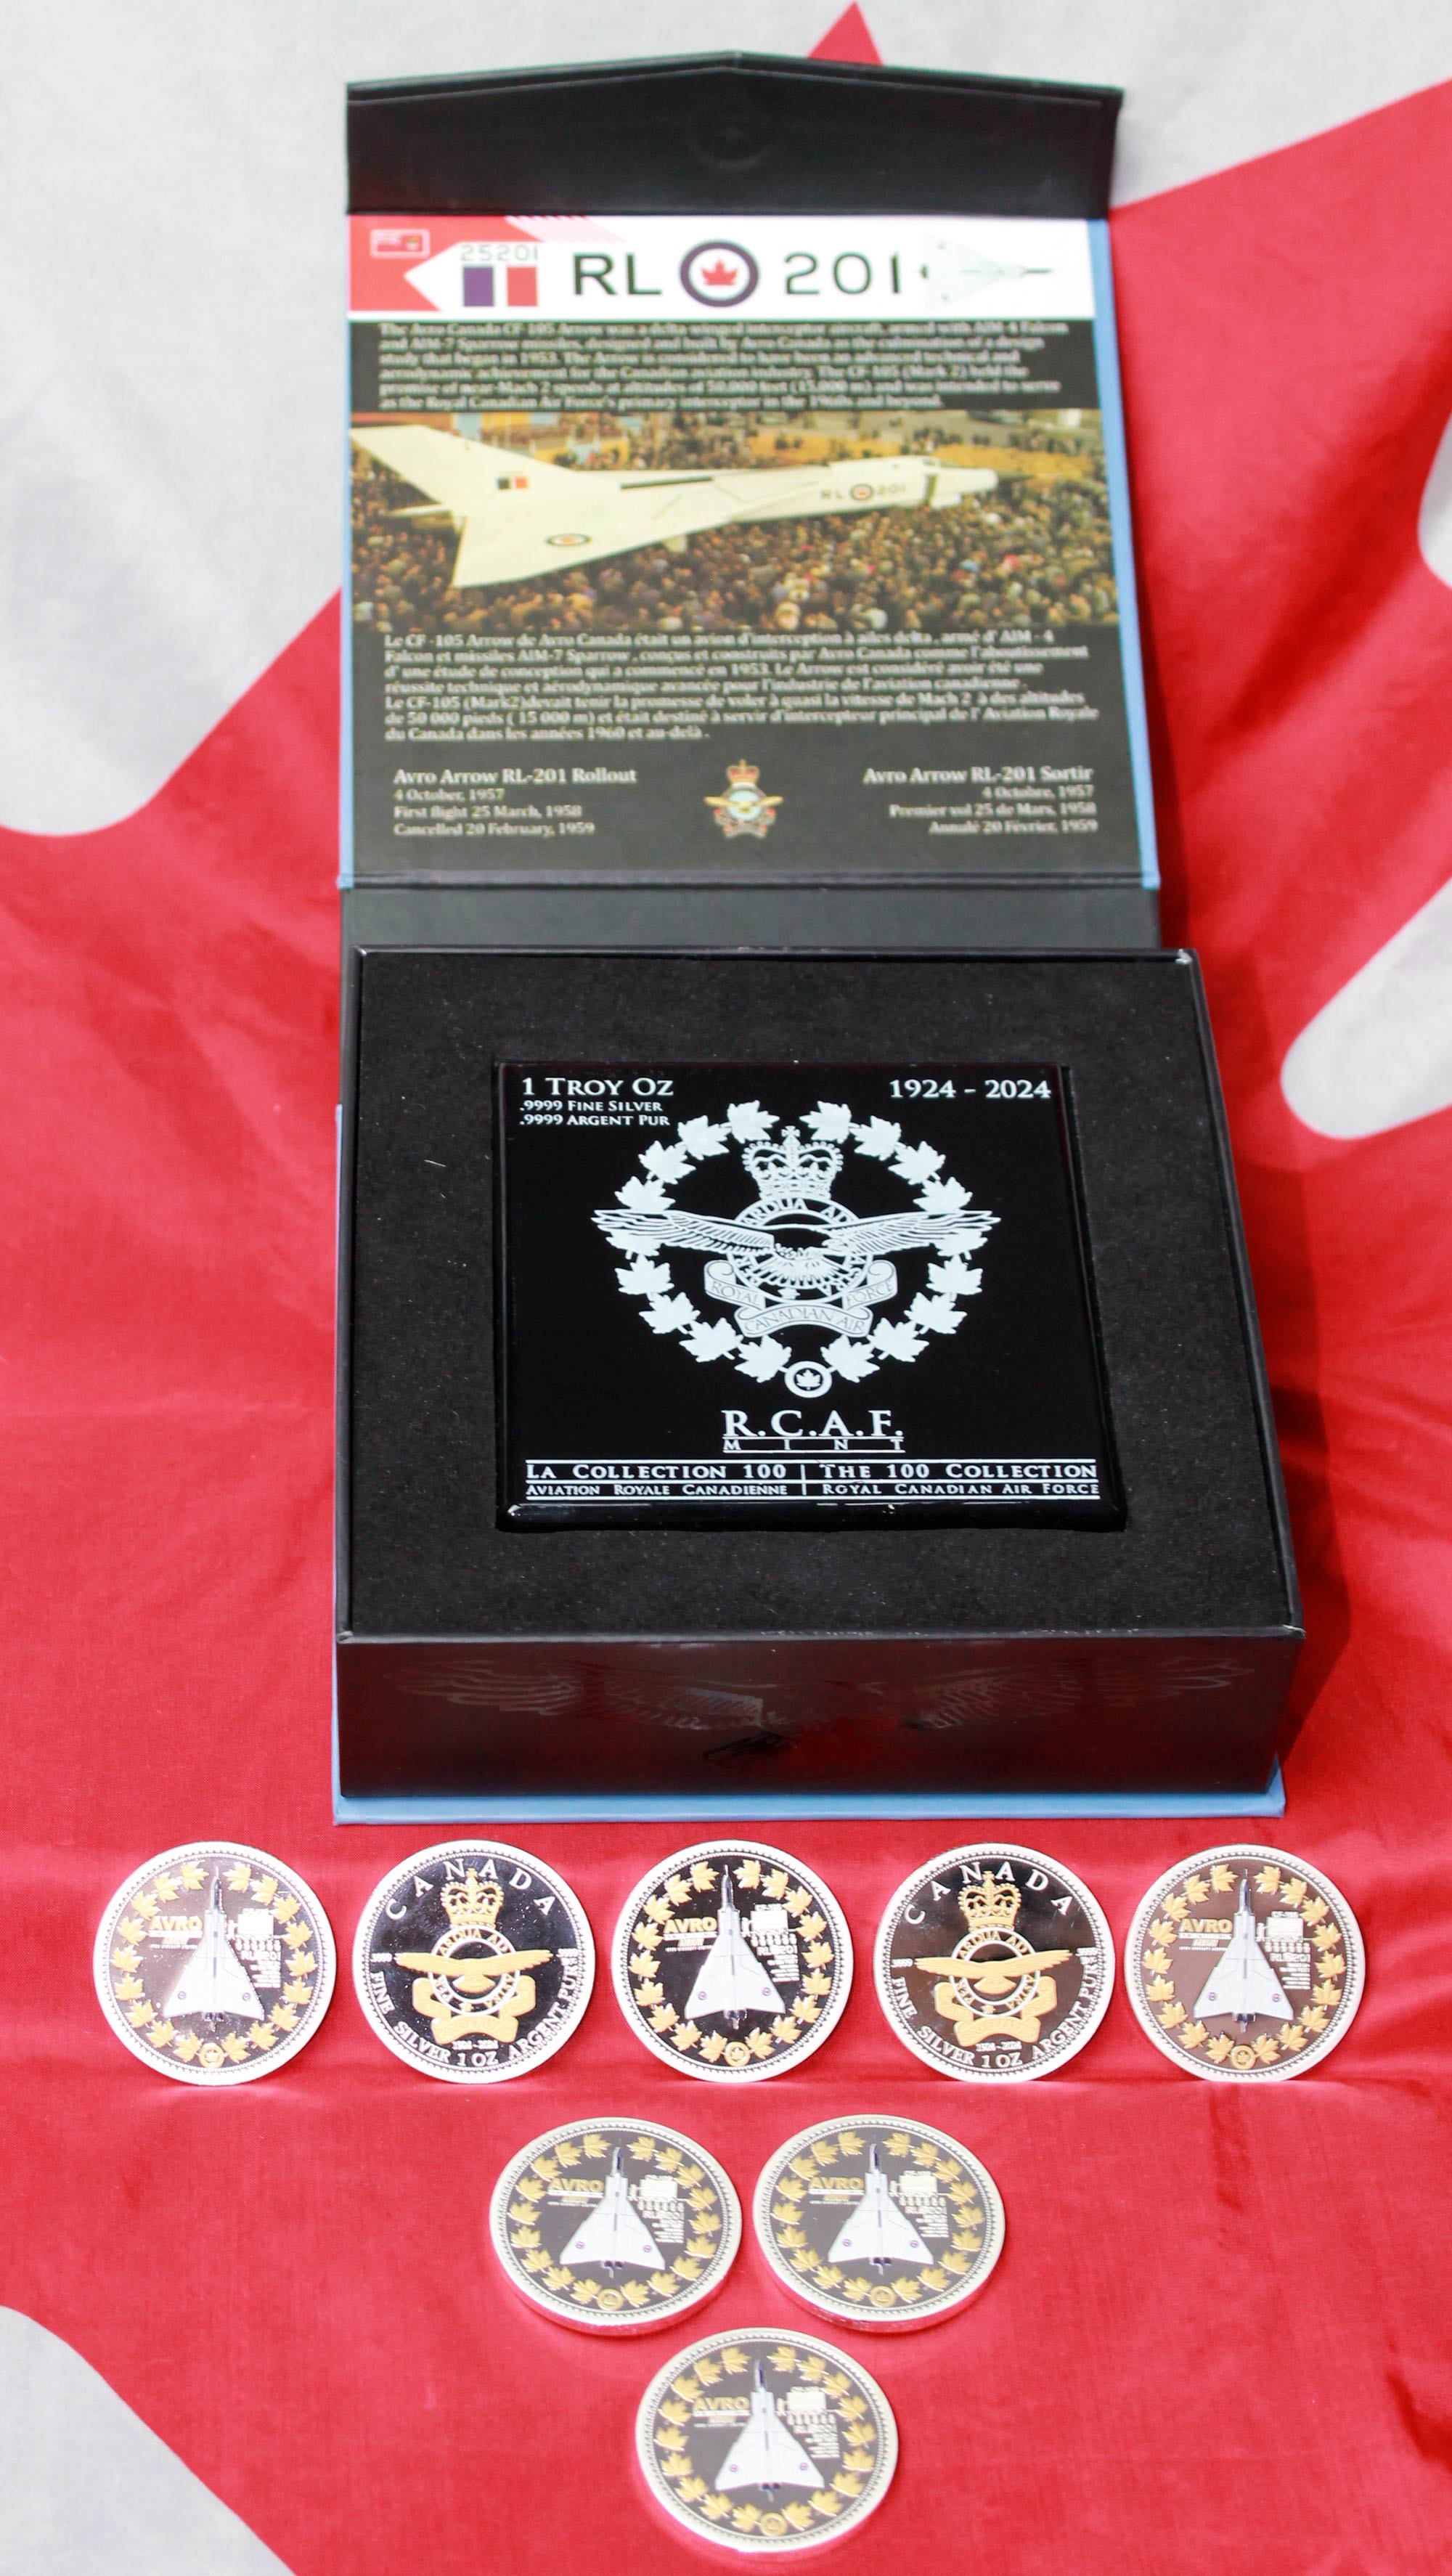 25201
RL 201
The Avro Canada CF-105 Arrow was a delta-winged interceptor aircraft, armed with AIM-4 Falcon
and AIM-7 Sparrow missiles, designed and built by Avro Canada as the culmination of a design
study that began in 1953. The Arrow is considered to have been an advanced technical and
aerodynamic achievement for the Canadian aviation industry. The CF-105 (Mark 2) held the
promise of near-Mach 2 speeds at altitudes of 50,000 feet (15,000 m) and was intended to serve
as the Royal Canadian Air Force's primary interceptor in the 1960s and beyond.
RL 201
Le CF -105 Arrow de Avro Canada était un avion d'interception à ailes delta , armé d' AIM - 4
Falcon et missiles AIM-7 Sparrow , conçus et construits par Avro Canada comme l'aboutissement
d' une étude de conception qui a commencé en 1953. Le Arrow est considéré avoir été une
réussite technique et aérodynamique avancée pour l'industrie de l'aviation canadienne .
Le CF-105 (Mark2)devait tenir la promesse de voler à quasi la vitesse de Mach 2 à des altitudes
de 50 000 pieds ( 15 000 m) et était destiné à servir d'intercepteur principal de l' Aviation Royale
du Canada dans les années 1960 et au-delà .
Avro Arrow RL-201 Rollout
4 October, 1957
First flight 25 March, 1958
Cancelled 20 February, 1959
Avro Arrow RL-201 Sortir
4 Octobre, 1957
Premier vol 25 de Mars, 1958
Annulé 20 Février, 1959
1 TROY OZ
.9999 FINE SILVER
.9999 ARGENT PUR
1924 - 2024
ARDUA AD
ROYAL CANADIAN AIR FORCE
R.C.A.F.
MINT
LA COLLECTION 100 | THE 100 COLLECTION
AVIATION ROYALE CANADIENNE | ROYAL CANADIAN AIR FORCE
AVRO
CANADA
ARDUA AD
FINE SILVER 1 OZ ARGENT PUR
1924 - 2024
AVRO
CANADA
ARDUA AD
FINE SILVER 1 OZ ARGENT PUR
1924 - 2024
AVRO
AVRO
AVRO
AVRO